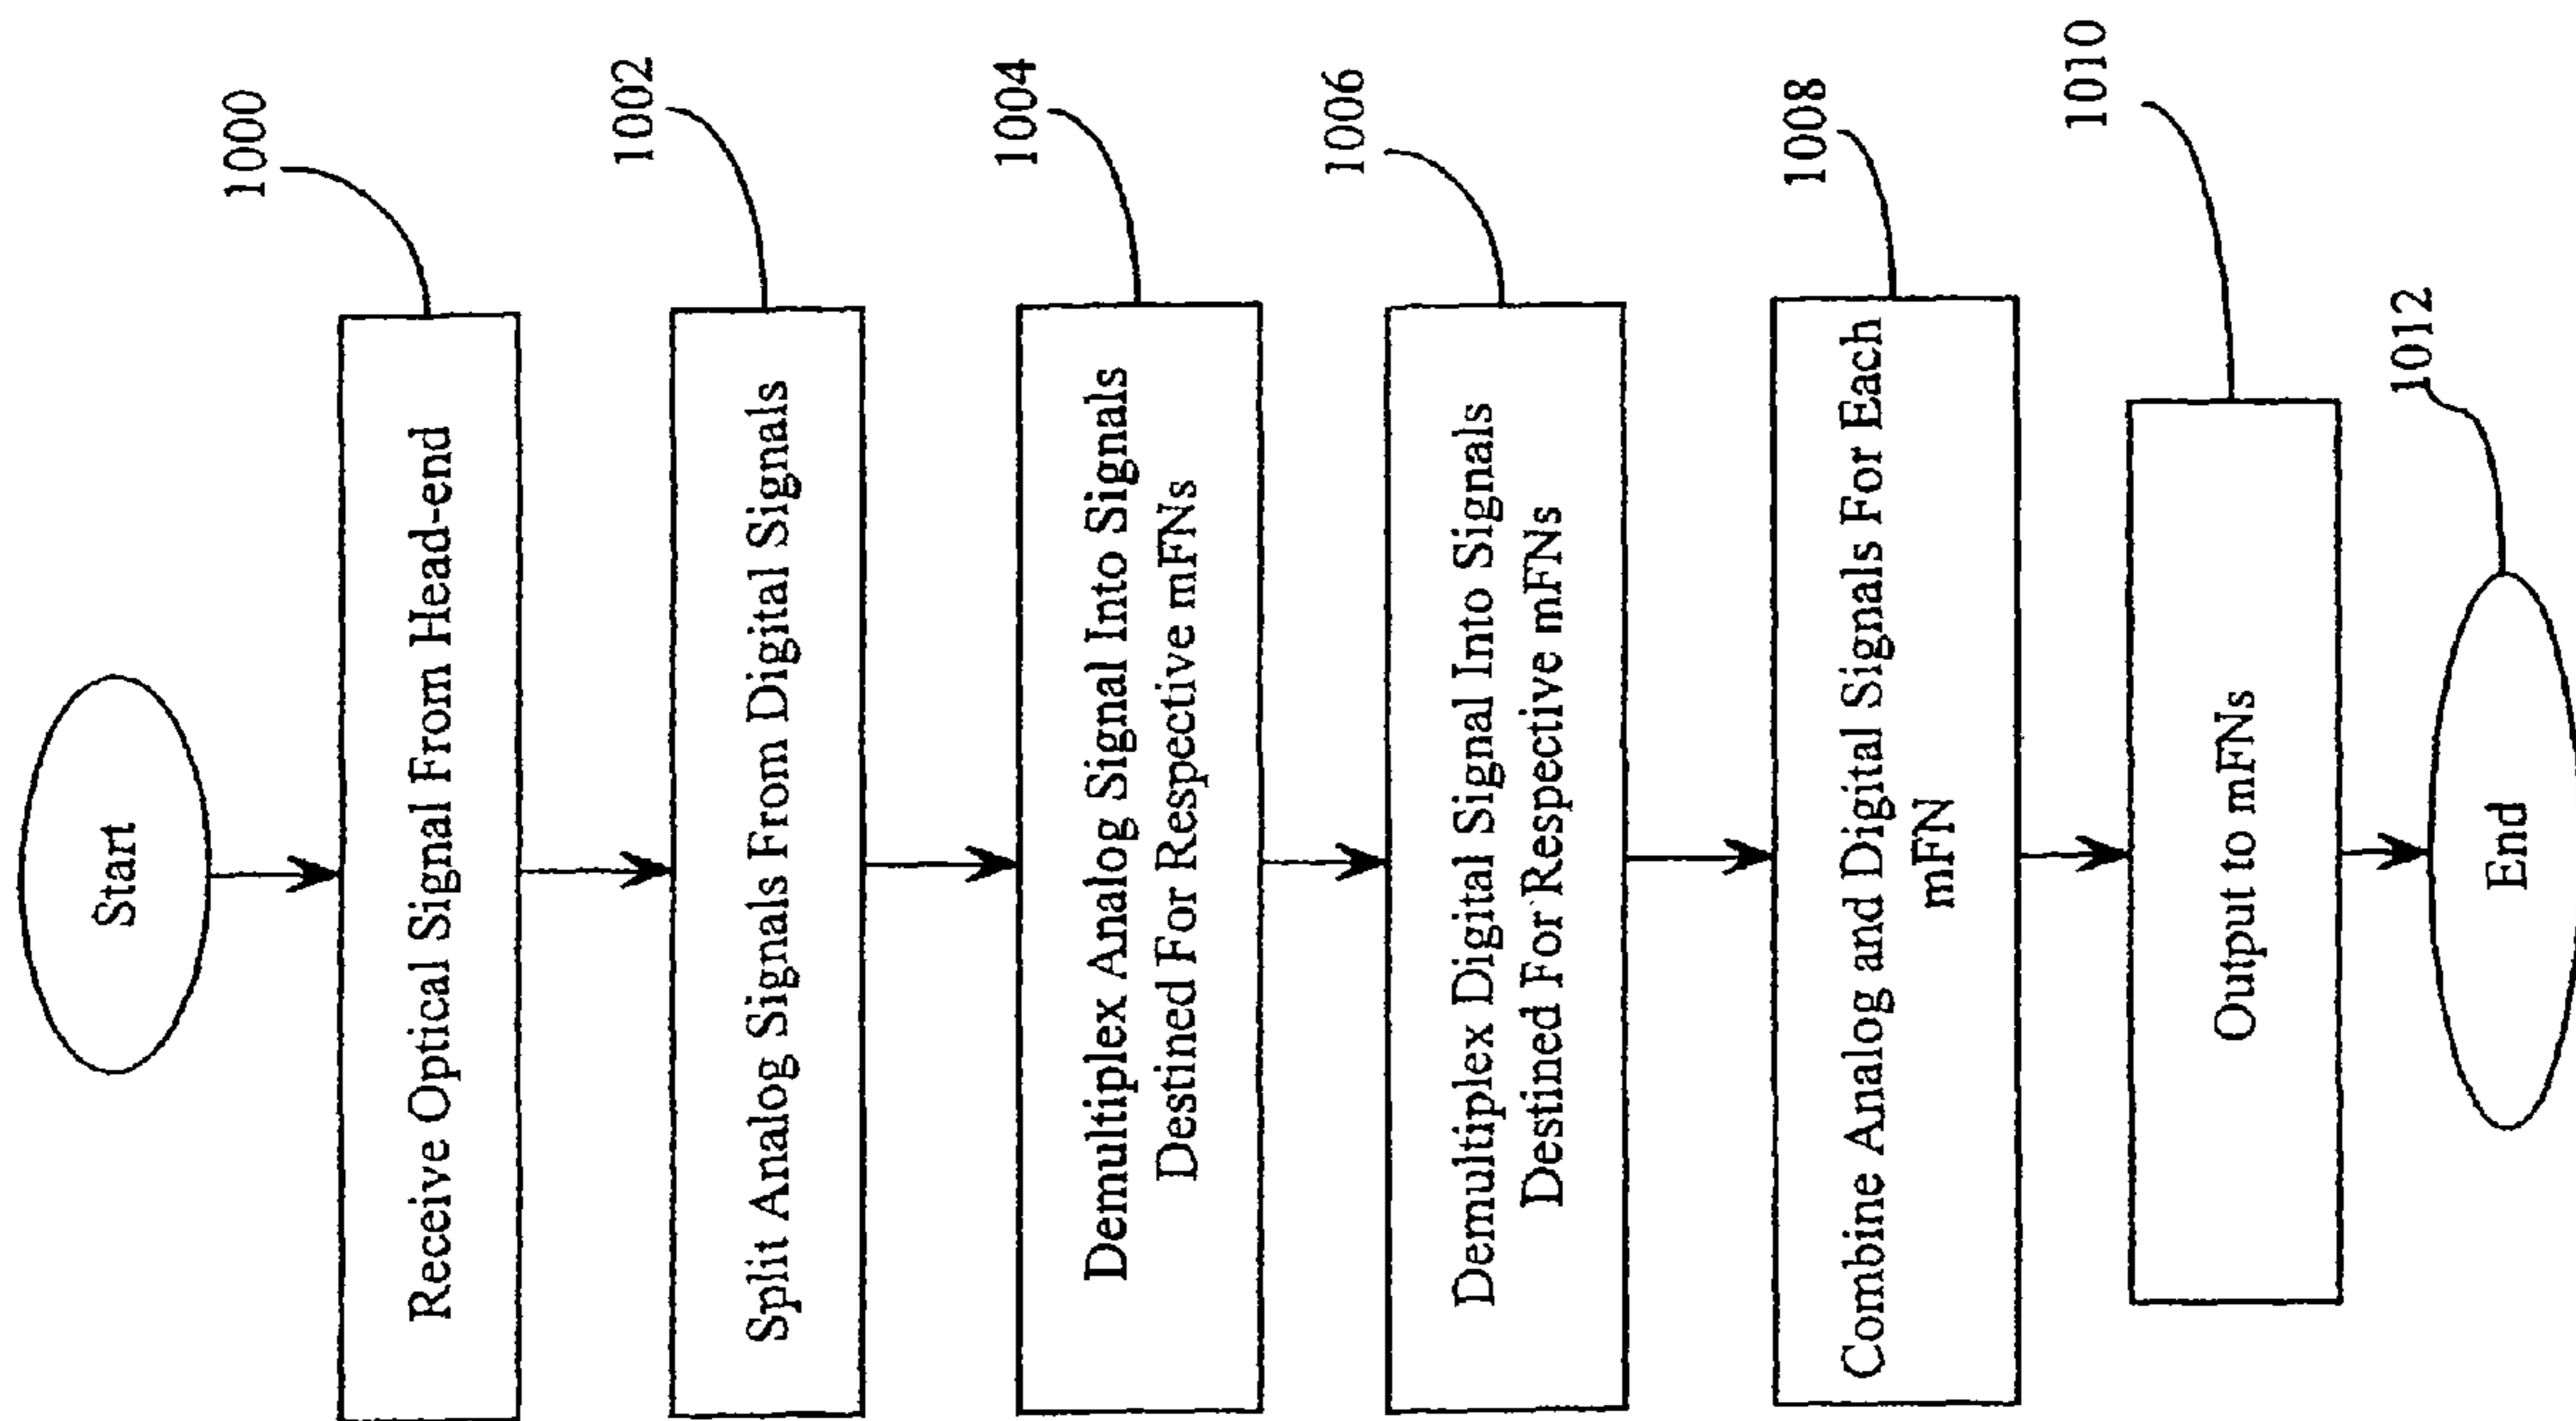 Start
1000
Receive Optical Signal From Head-end
1002
Split Analog Signals From Digital Signals
1004
Demultiplex Analog Signal Into Signals
Destined For Respective mFNs
1006
Demultiplex Digital Signal Into Signals
Destined For Respective mFNs
1008
Combine Analog and Digital Signals For Each
mFN
1010
Output to mFNs
1012
End